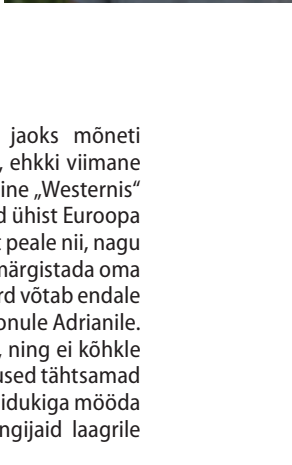 jaoks mõneti
, ehkki viimane
ine „Westernis“
d ühist Euroopa
t peale nii, nagu
märgistada oma
rd võtab endale
onule Adrianile.
, ning ei kõhkle
used tähtsamad
idukiga mööda
ngijaid laagrile